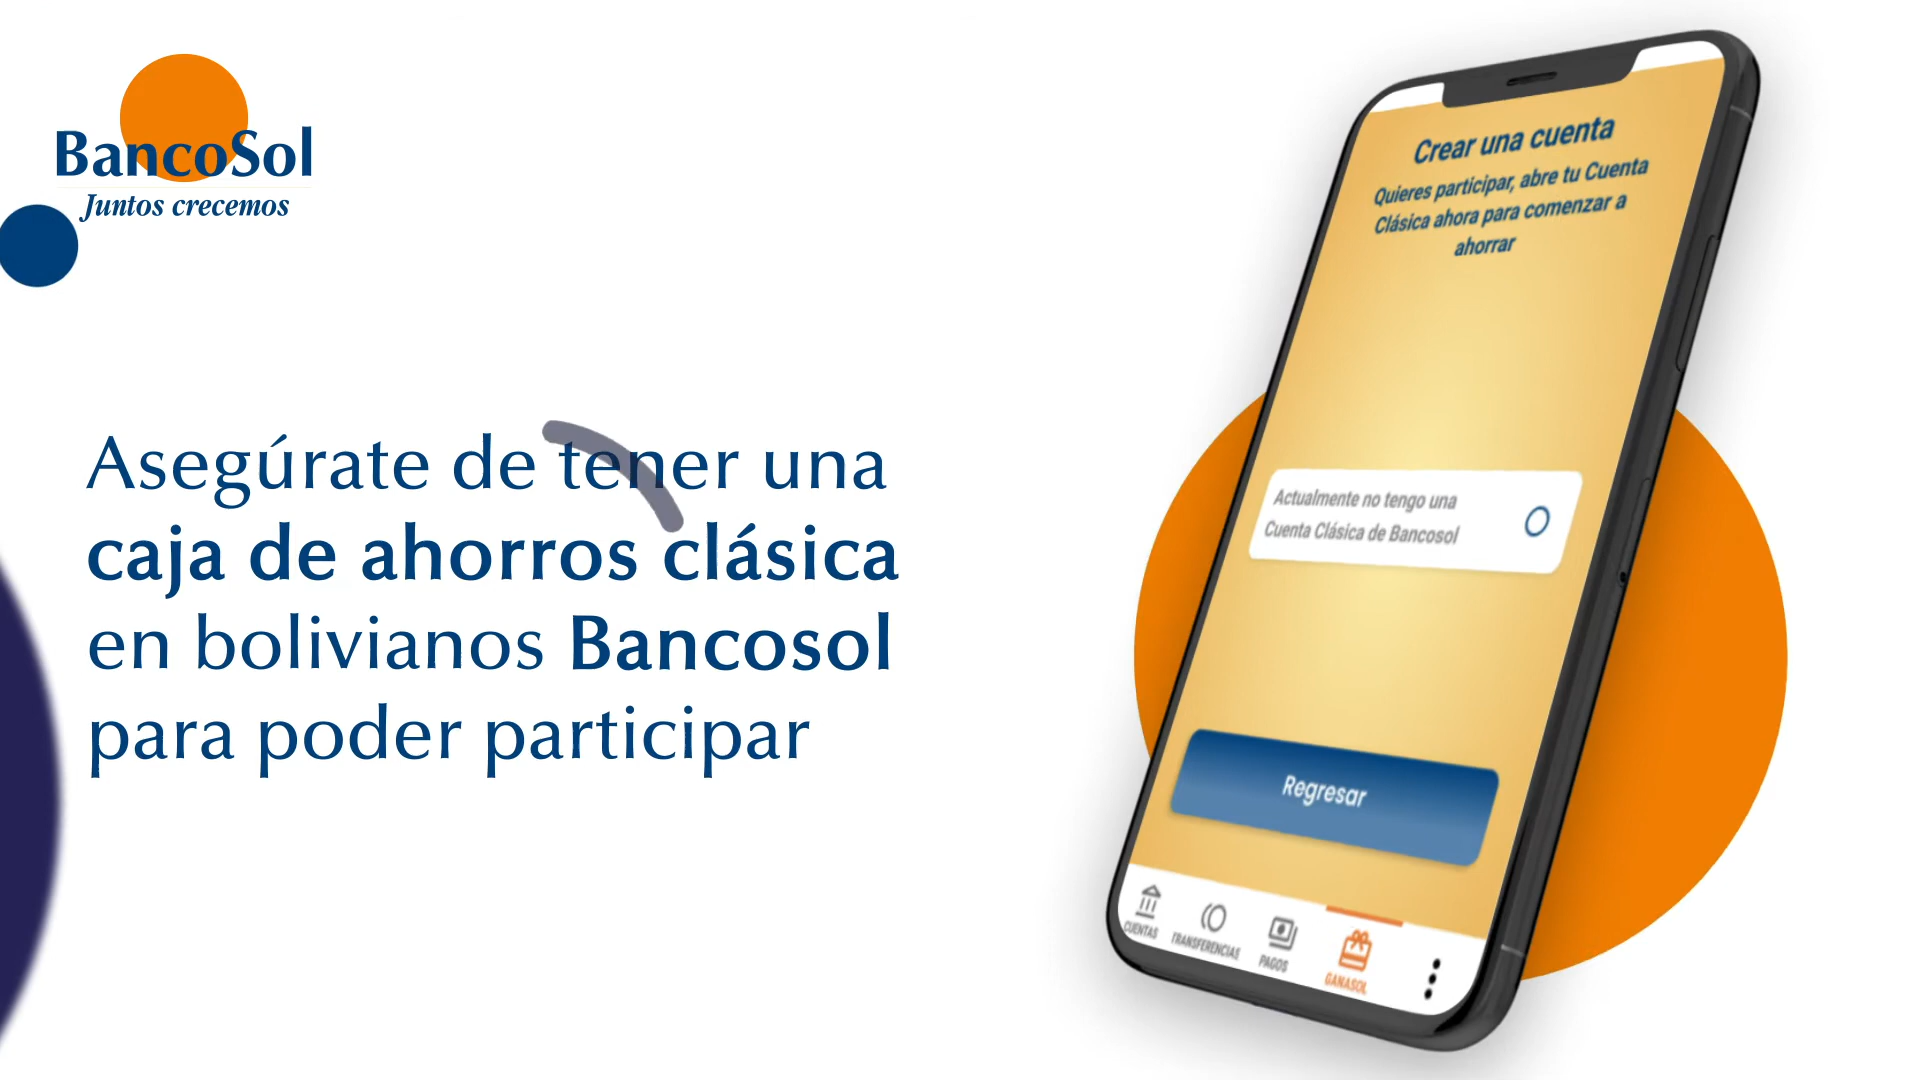 BancoSol
Juntos crecemos
Asegúrate de tener una
caja de ahorros clásica
en bolivianos Bancosol
para poder participar
Crear una cuenta
Quieres participar, abre tu Cuenta
Clásica ahora para comenzar a
ahorrar
Actualmente no tengo una
Cuenta Clásica de Bancosol
Regresar
CUENTAS
TRANSFERENCIAS
PAGOS
GANASOL